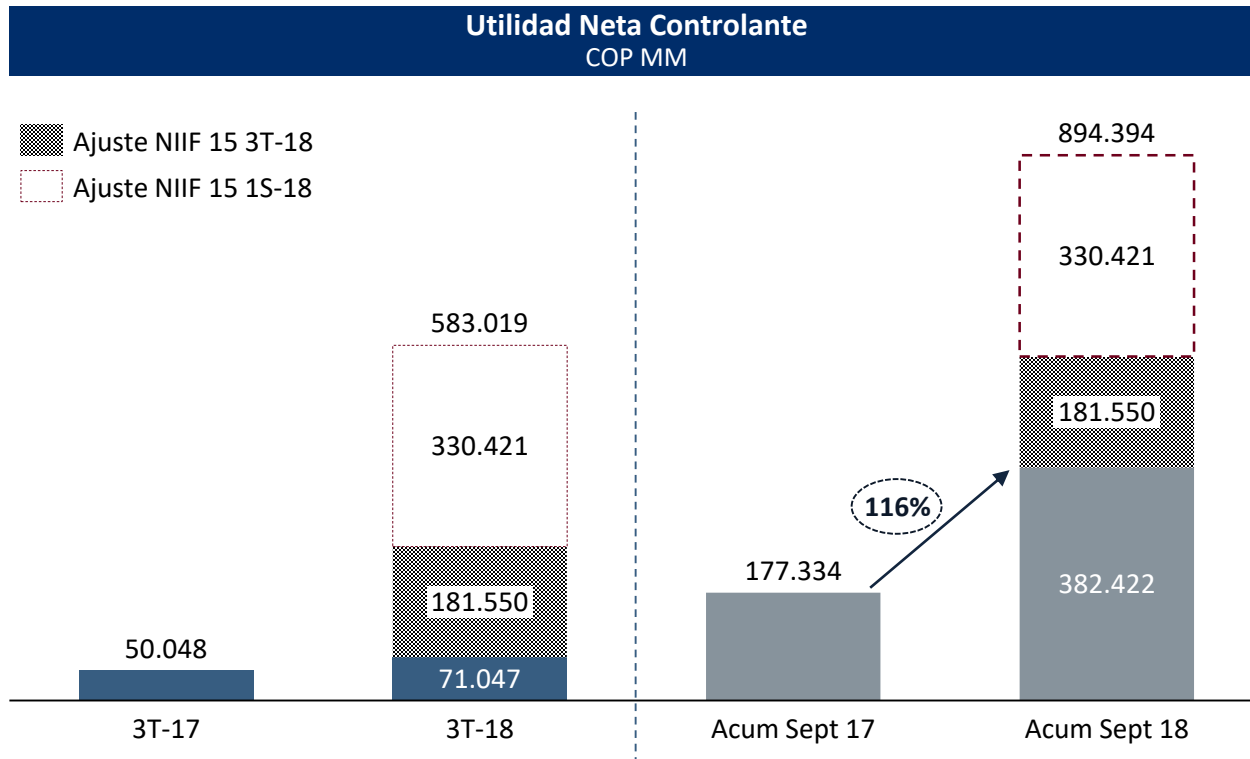 Utilidad Neta Controlante
COP MM
Ajuste NIIF 15 3T-18
Ajuste NIIF 15 1S-18
50.048
583.019
330.421
181.550
71.047
3T-17
3T-18
177.334
116%
894.394
330.421
181.550
382.422
Acum Sept 17
Acum Sept 18